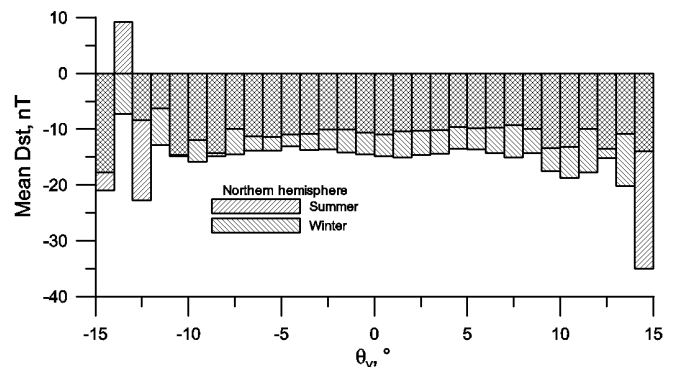 10
0
-10
-20
-30
-40
Mean Dst, nT
Northern hemisphere
Summer
Winter
-15 -10 -5 0 5 10 15
θy, °